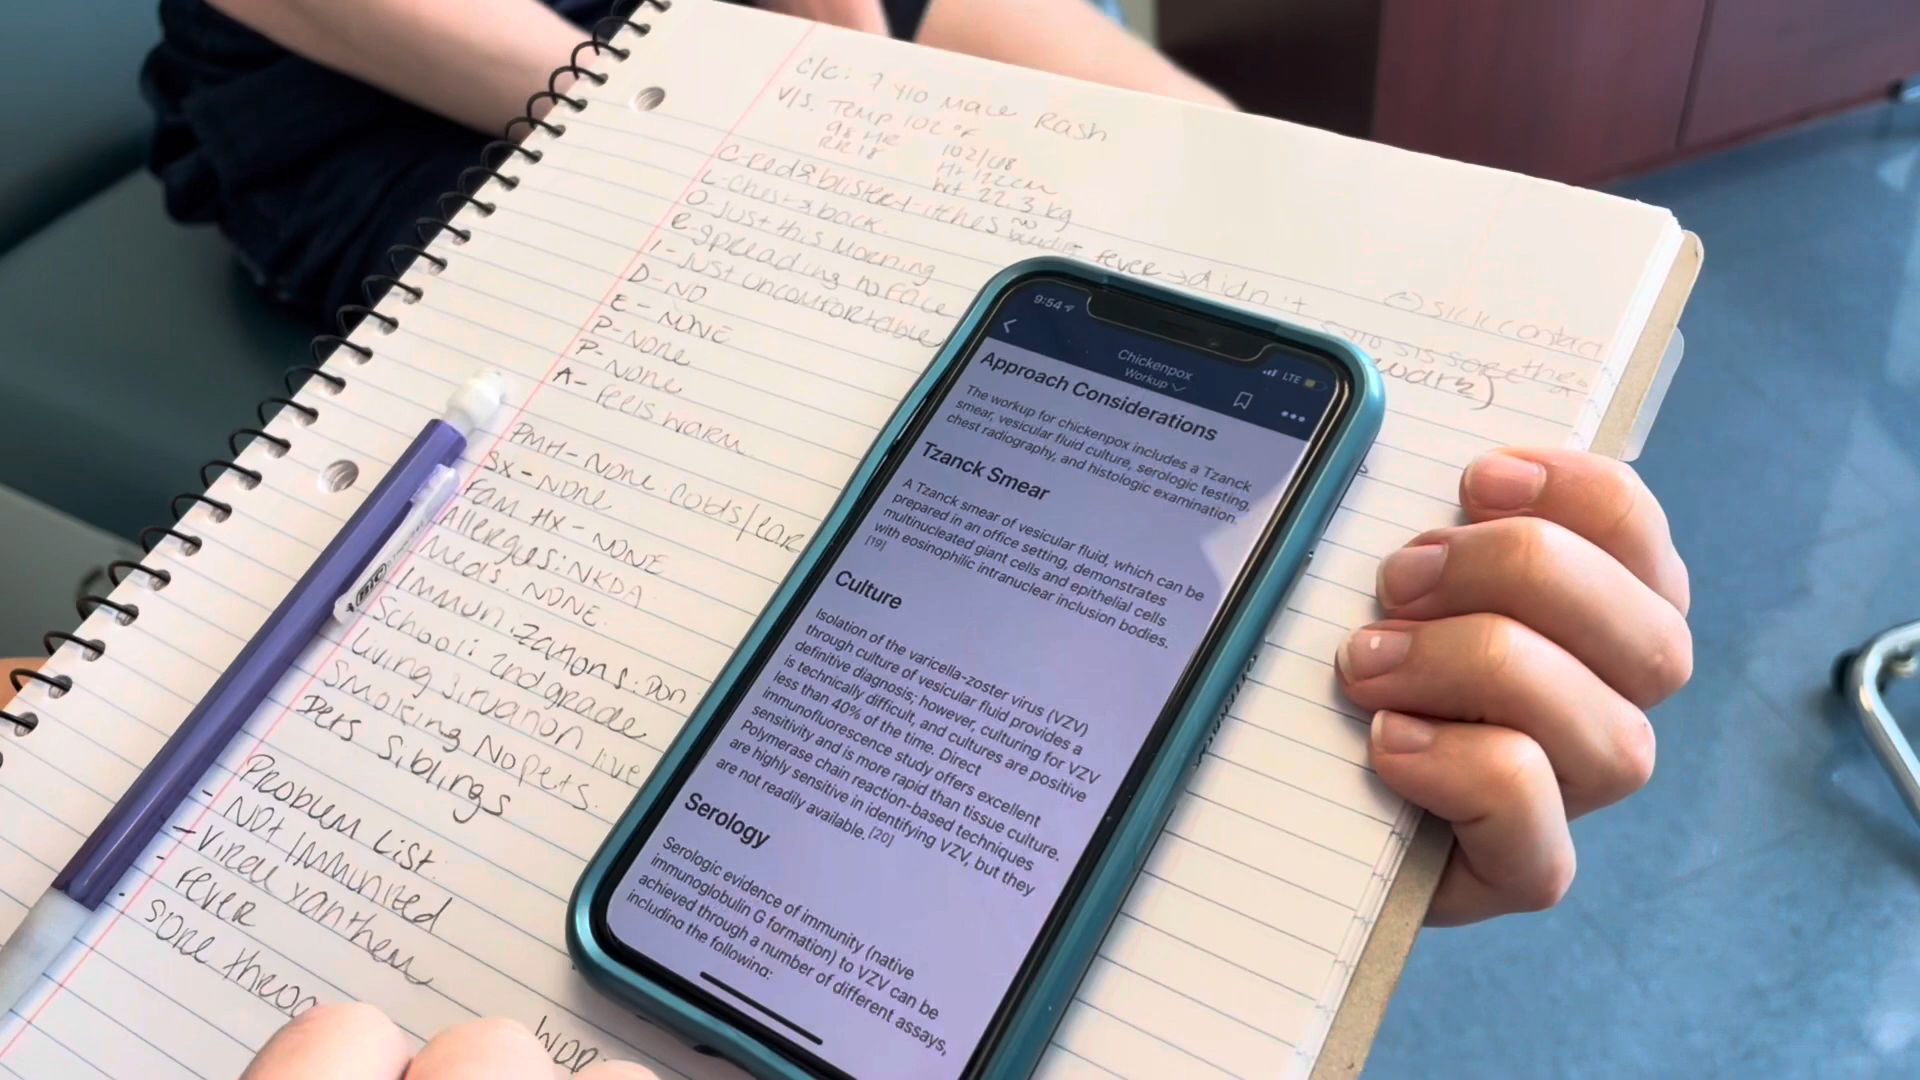 C/C: 7 y/o Male Rash
V/S. Temp 102°F
98 HR 102/68
RR 18 Ht 122cm
22.3 kg
C-red & blister-itches no
L-chest & back.
O-Just this Morning
fever → didn't
R-spreading to face
(-) sick contact
I-Just uncomfortable
D-NO
E-NONE
P-NONE
P-NONE
A-feels warm
PMH-NONE. colds/ear
Sx-NONE
Fam Hx-NONE
Allergies: NKDA
Meds: NONE
Immunizations: Don
School: 2nd grade
Living situation live
Smoking No pets.
Pets Siblings
Problem List:
- NOT IMMUNIZED
- Viral xanthem
- Fever
- Sore throa
9:54
LTE
Chickenpox
Workup
Approach Considerations
The workup for chickenpox includes a Tzanck
smear, vesicular fluid culture, serologic testing,
chest radiography, and histologic examination.
Tzanck Smear
A Tzanck smear of vesicular fluid, which can be
prepared in an office setting, demonstrates
multinucleated giant cells and epithelial cells
with eosinophilic intranuclear inclusion bodies.
[19]
Culture
Isolation of the varicella-zoster virus (VZV)
through culture of vesicular fluid provides a
definitive diagnosis; however, culturing for VZV
is technically difficult, and cultures are positive
less than 40% of the time. Direct
immunofluorescence study offers excellent
sensitivity and is more rapid than tissue culture.
Polymerase chain reaction-based techniques
are highly sensitive in identifying VZV, but they
are not readily available. [20]
Serology
Serologic evidence of immunity (native
immunoglobulin G formation) to VZV can be
achieved through a number of different assays,
including the following:
BIC